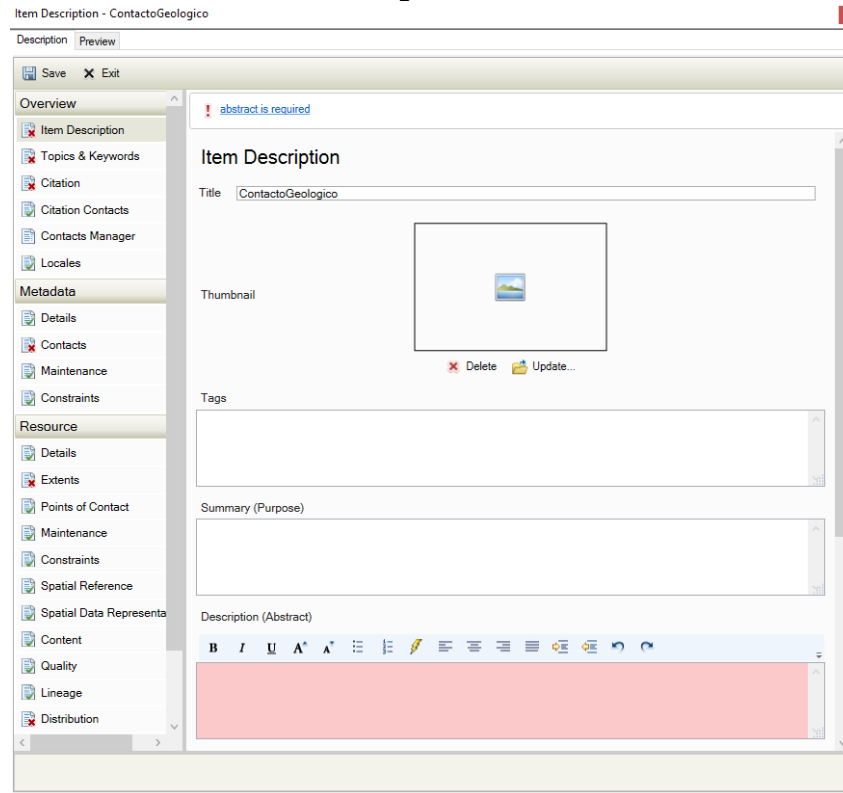 Item Description - ContactoGeologico
Description Preview
Save Exit
Overview
Item Description
Topics & Keywords
Citation
Citation Contacts
Contacts Manager
Locales
Metadata
Details
Contacts
Maintenance
Constraints
Resource
Details
Extents
Points of Contact
Maintenance
Constraints
Spatial Reference
Spatial Data Representa
Content
Quality
Lineage
Distribution
abstract is required
Item Description
Title ContactoGeologico
Thumbnail
Delete Update...
Tags
Summary (Purpose)
Description (Abstract)
B I U A A